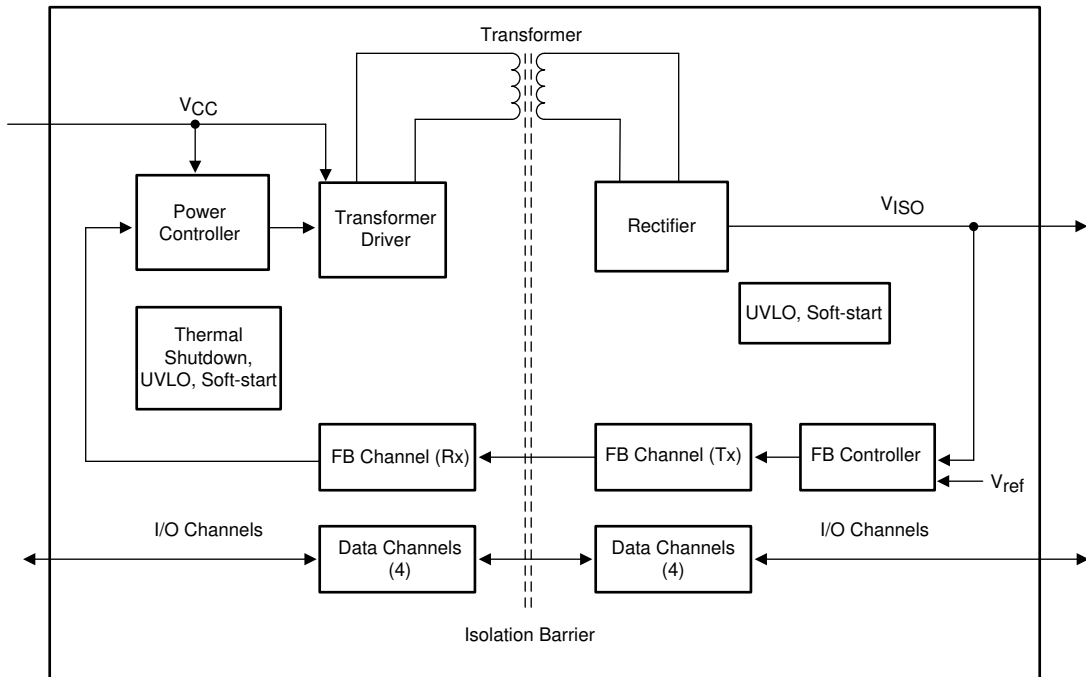 Transformer
VCC
Power
Controller
Transformer
Driver
Rectifier
VISO
UVLO, Soft-start
Thermal
Shutdown,
UVLO, Soft-start
FB Channel (Rx)
FB Channel (Tx)
FB Controller
Vref
I/O Channels
Data Channels
(4)
Data Channels
(4)
I/O Channels
Isolation Barrier